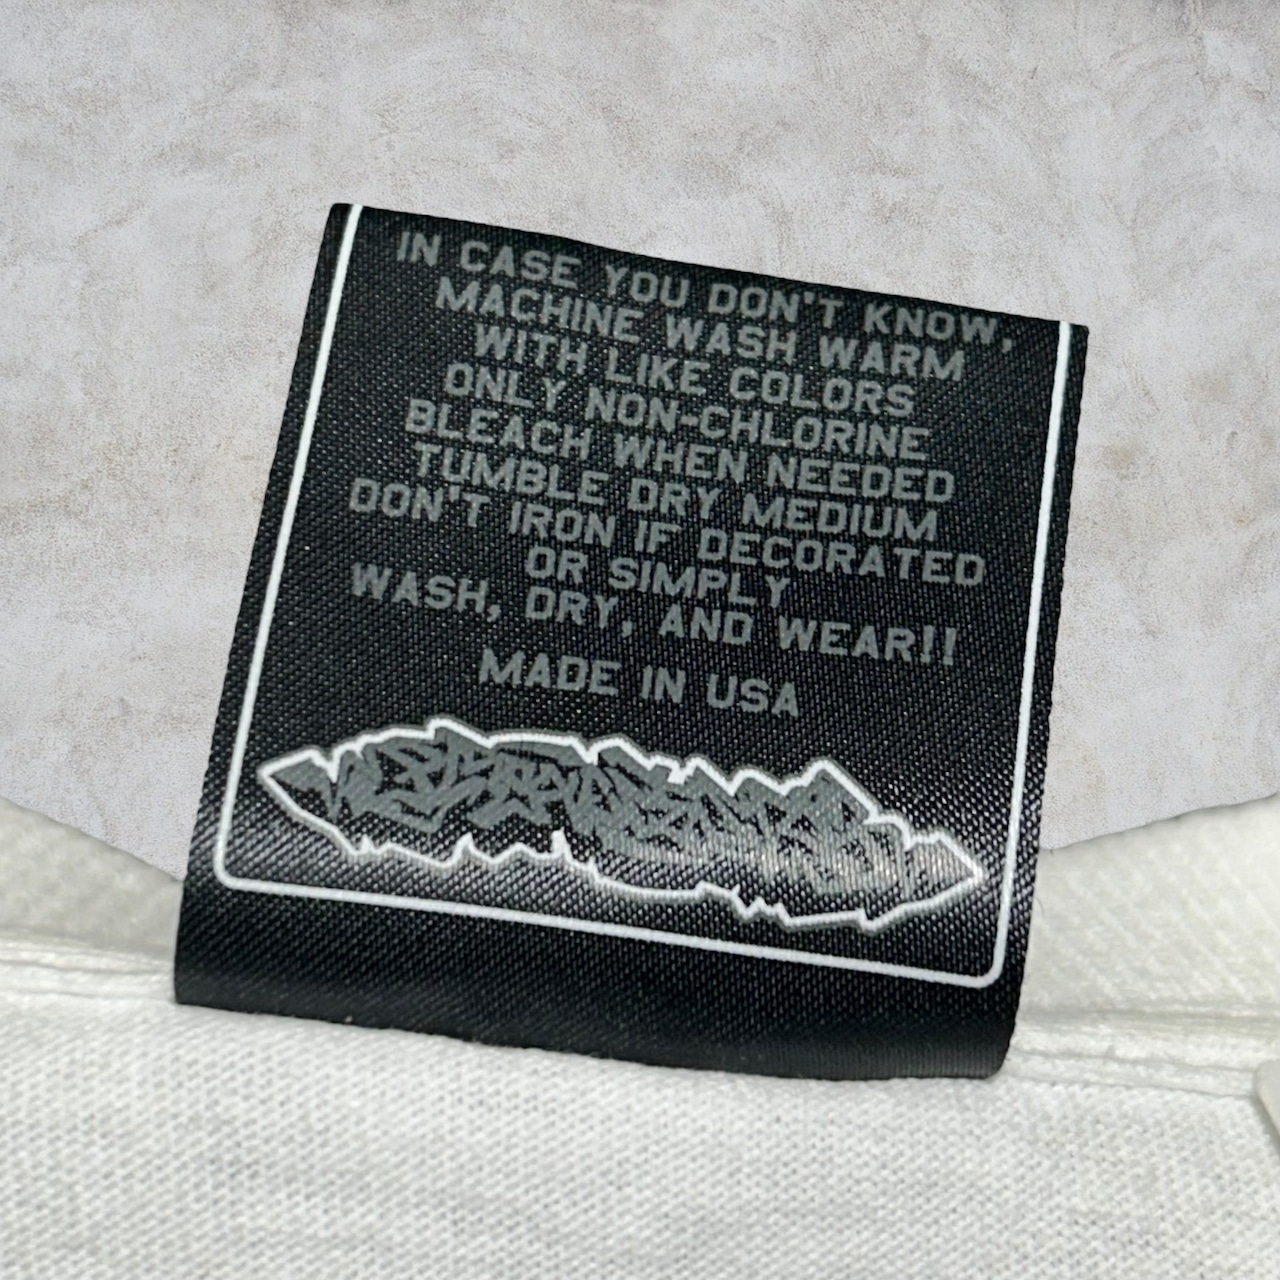 IN CASE YOU DON'T KNOW,
MACHINE WASH WARM
WITH LIKE COLORS
ONLY NON-CHLORINE
BLEACH WHEN NEEDED
TUMBLE DRY MEDIUM
DON'T IRON IF DECORATED
OR SIMPLY
WASH, DRY, AND WEAR!!
MADE IN USA